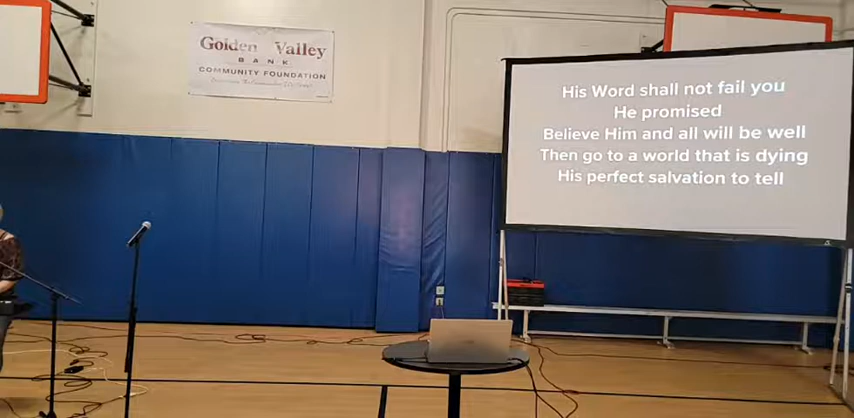 Golden Valley
BANK
COMMUNITY FOUNDATION
His Word shall not fail you
He promised
Believe Him and all will be well
Then go to a world that is dying
His perfect salvation to tell